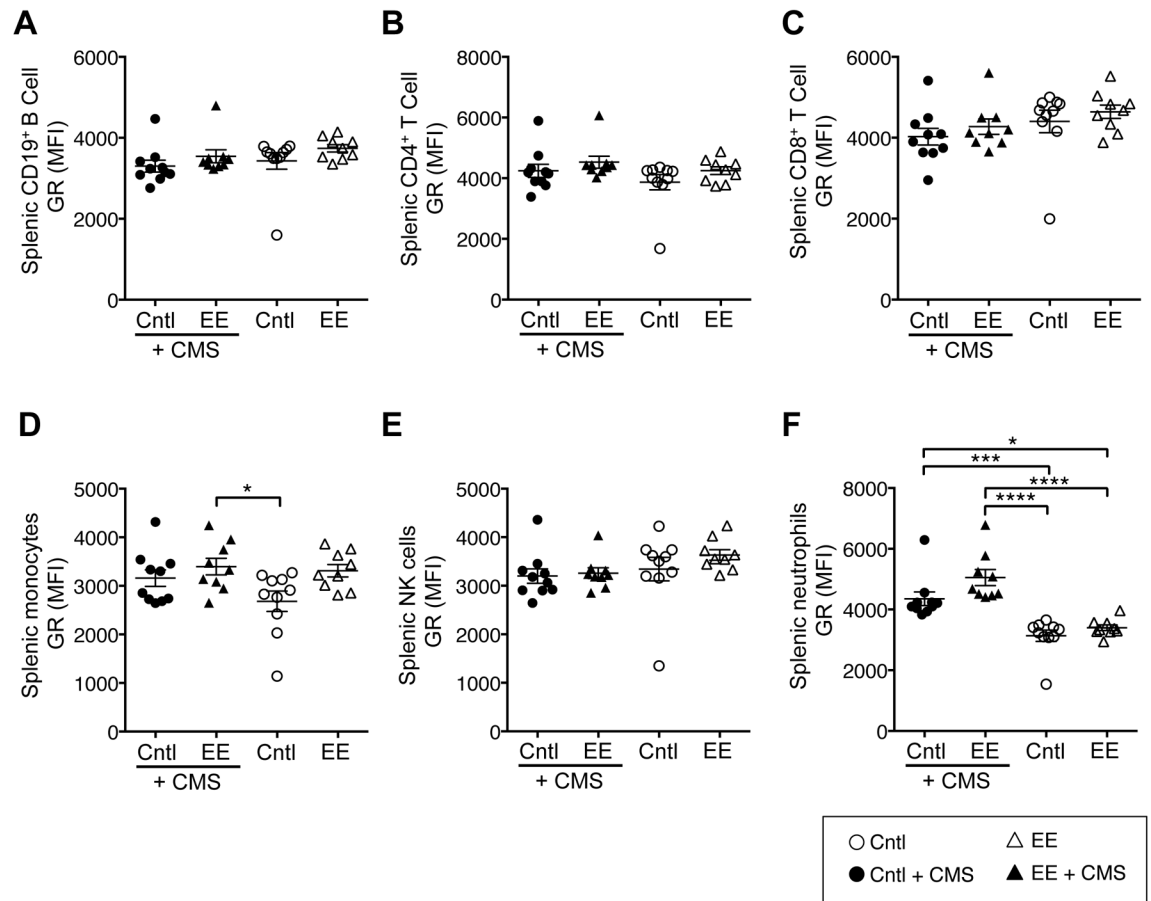 A
Splenic CD19⁺ B Cell
GR (MFI)
6000
4000
2000
0
Cntl EE Cntl EE
+ CMS
B
Splenic CD4⁺ T Cell
GR (MFI)
8000
6000
4000
2000
0
Cntl EE Cntl EE
+ CMS
C
Splenic CD8⁺ T Cell
GR (MFI)
6000
4000
2000
0
Cntl EE Cntl EE
+ CMS
D
Splenic monocytes
GR (MFI)
5000
4000
3000
2000
1000
0
*
Cntl EE Cntl EE
+ CMS
E
Splenic NK cells
GR (MFI)
5000
4000
3000
2000
1000
0
Cntl EE Cntl EE
+ CMS
F
Splenic neutrophils
GR (MFI)
8000
6000
4000
2000
0
*
***
****
****
Cntl EE Cntl EE
+ CMS
Cntl EE
Cntl + CMS EE + CMS